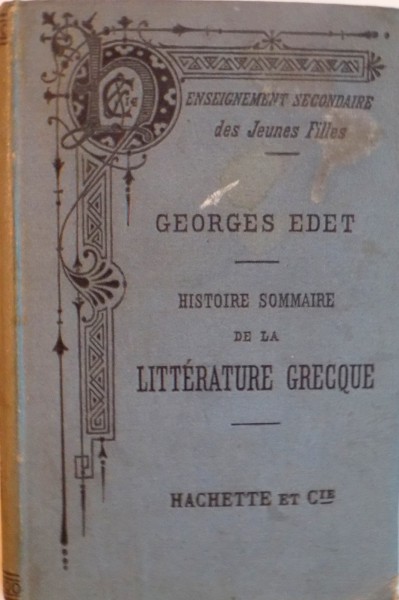 ENSEIGNEMENT SECONDAIRE
des Jeunes Filles
GEORGES EDET
HISTOIRE SOMMAIRE
DE LA
LITTÉRATURE GRECQUE
HACHETTE ET CIE